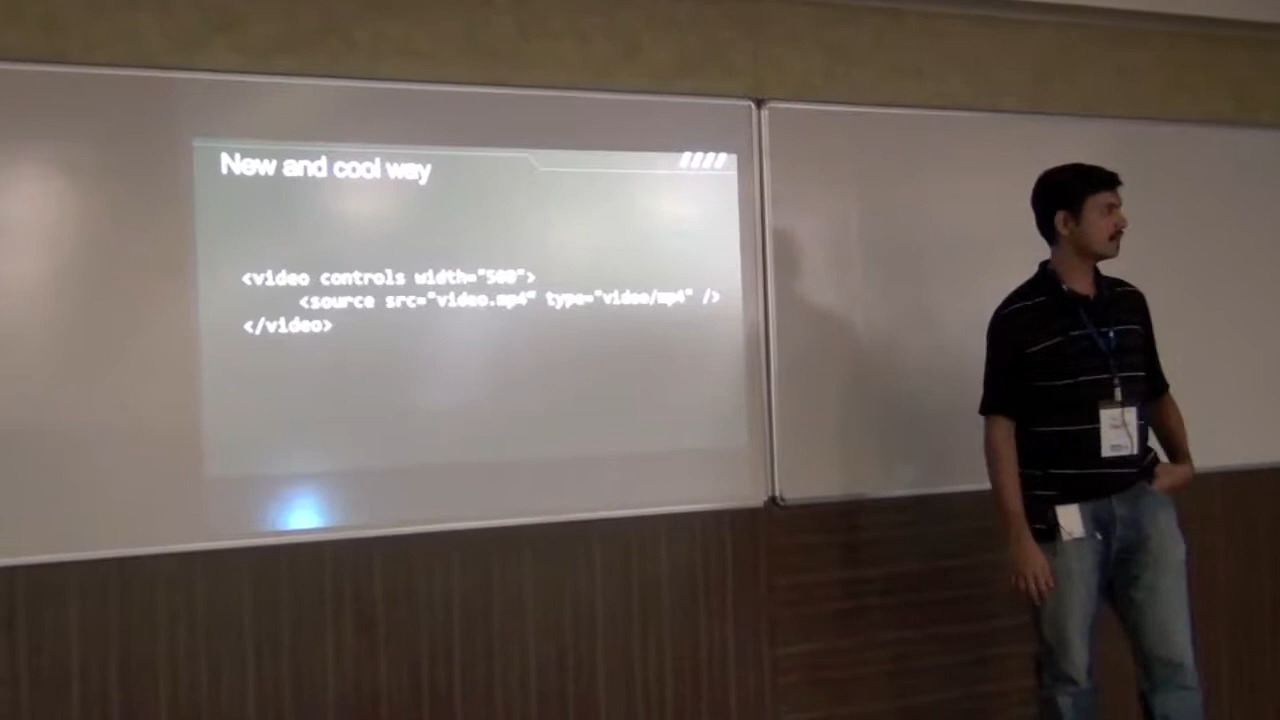 New and cool way
<video controls width="500">
<source src="video.mp4" type="video/mp4" />
</video>